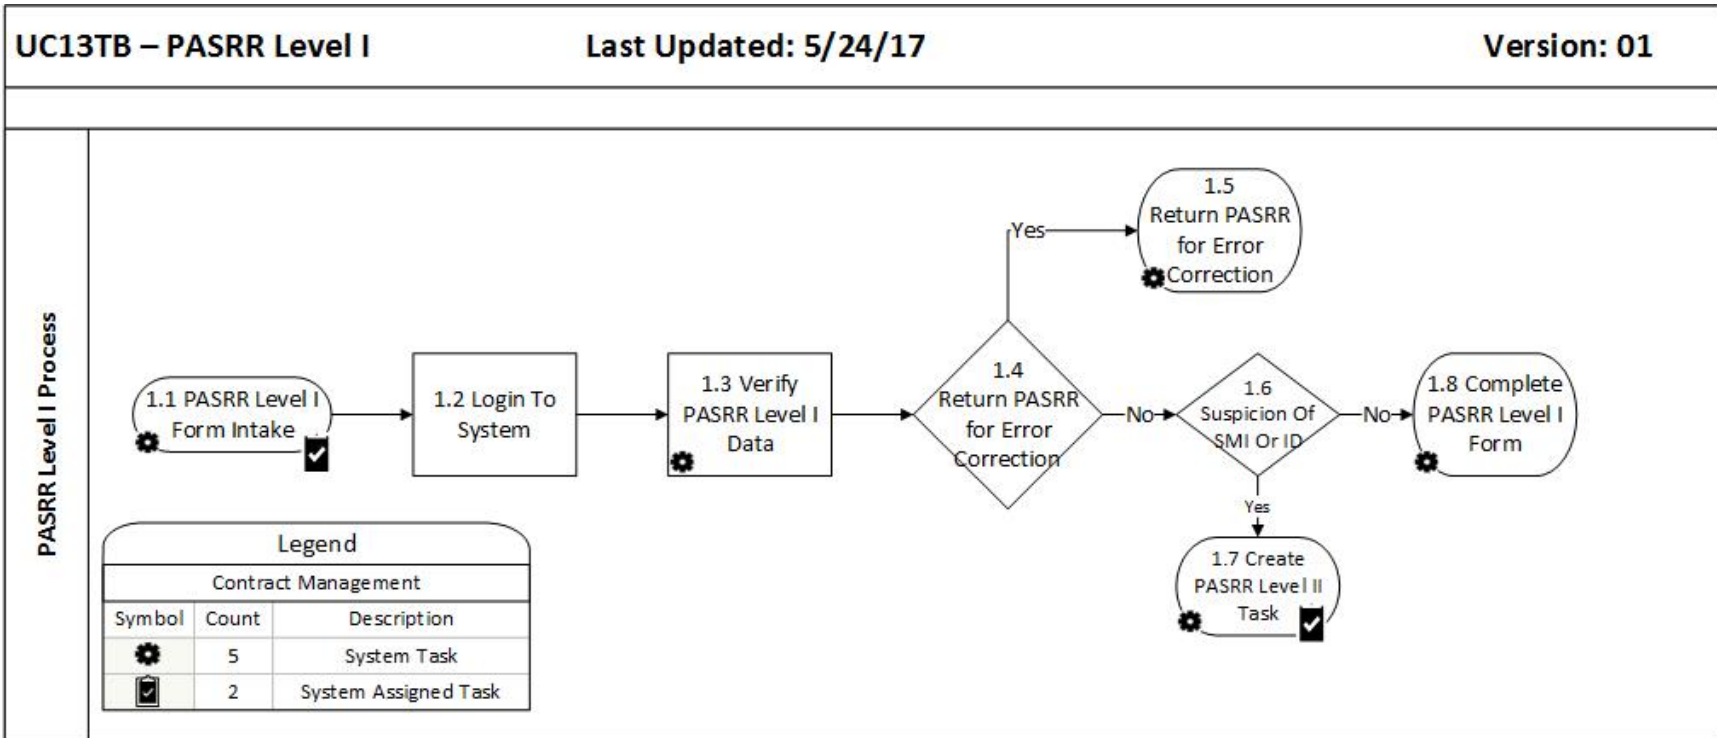 UC13TB – PASRR Level I Last Updated: 5/24/17 Version: 01
PASRR Level I Process
1.1 PASRR Level I
Form Intake
1.2 Login To
System
1.3 Verify
PASRR Level I
Data
1.4
Return PASRR
for Error
Correction
Yes
1.5
Return PASRR
for Error
Correction
No
1.6
Suspicion Of
SMI Or ID
No
1.8 Complete
PASRR Level I
Form
Yes
1.7 Create
PASRR Level II
Task
Legend
Contract Management
Symbol Count Description
5 System Task
2 System Assigned Task